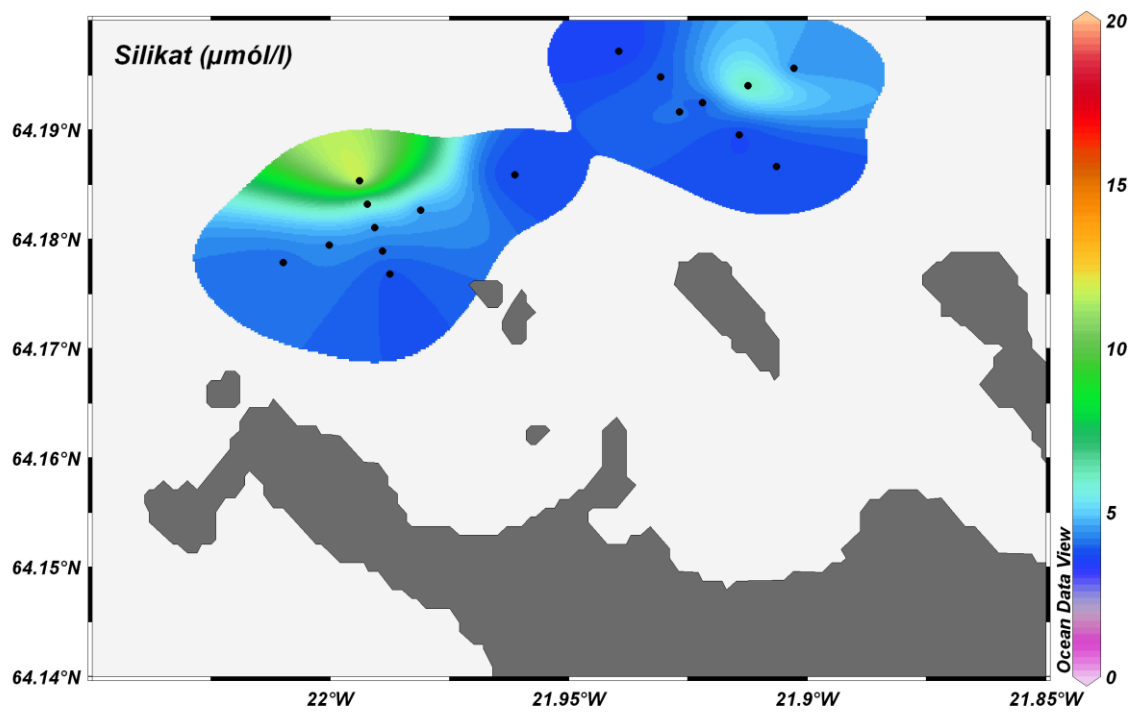 Silikat (µmól/l)
64.19°N
64.18°N
64.17°N
64.16°N
64.15°N
64.14°N
22°W
21.95°W
21.9°W
21.85°W
20
15
10
5
0
Ocean Data View